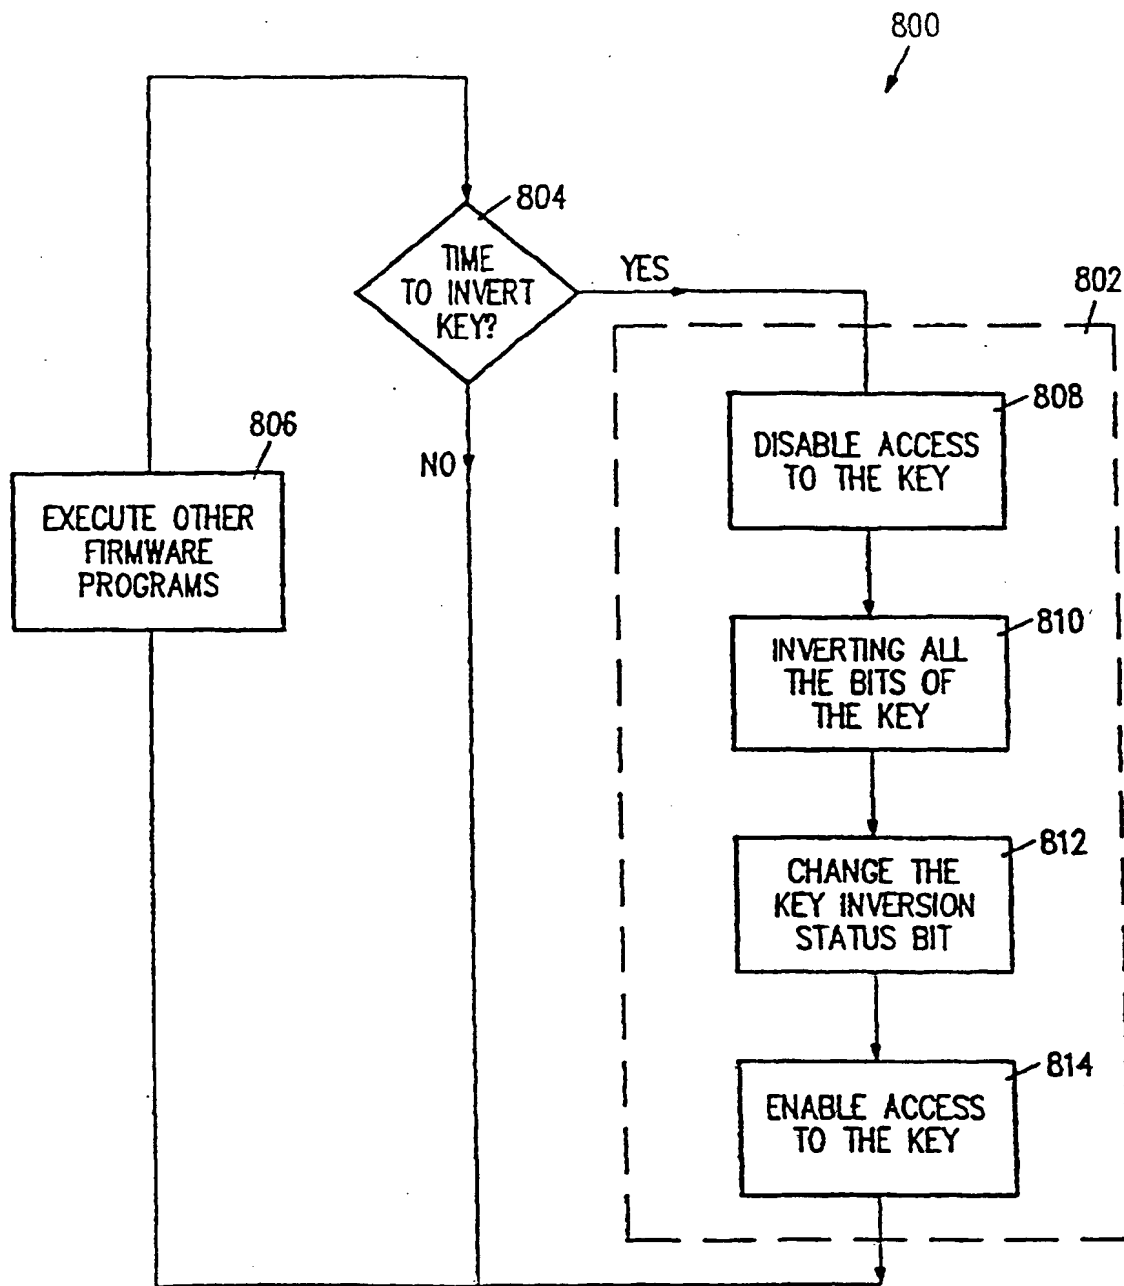 800
804
TIME
TO INVERT
KEY?
YES
802
808
DISABLE ACCESS
TO THE KEY
806
NO
EXECUTE OTHER
FIRMWARE
PROGRAMS
810
INVERTING ALL
THE BITS OF
THE KEY
812
CHANGE THE
KEY INVERSION
STATUS BIT
814
ENABLE ACCESS
TO THE KEY